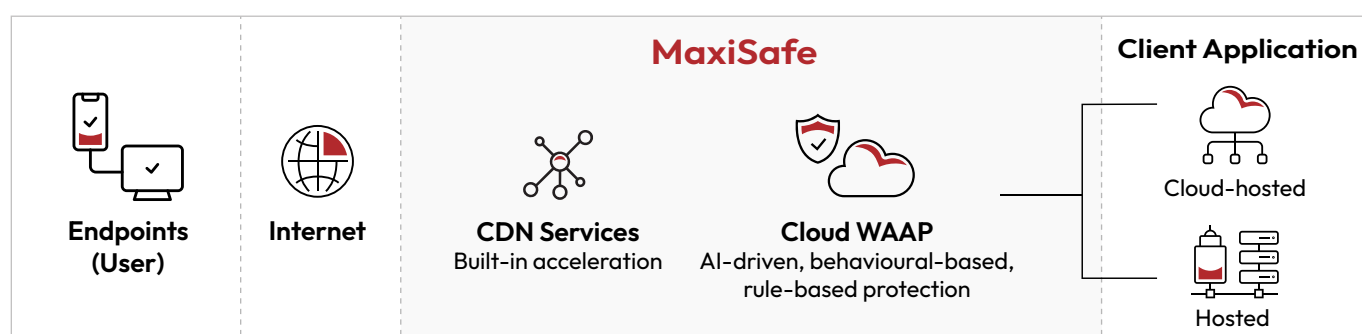 MaxiSafe
Client Application
Endpoints
(User)
Internet
CDN Services
Built-in acceleration
Cloud WAAP
AI-driven, behavioural-based,
rule-based protection
Cloud-hosted
Hosted